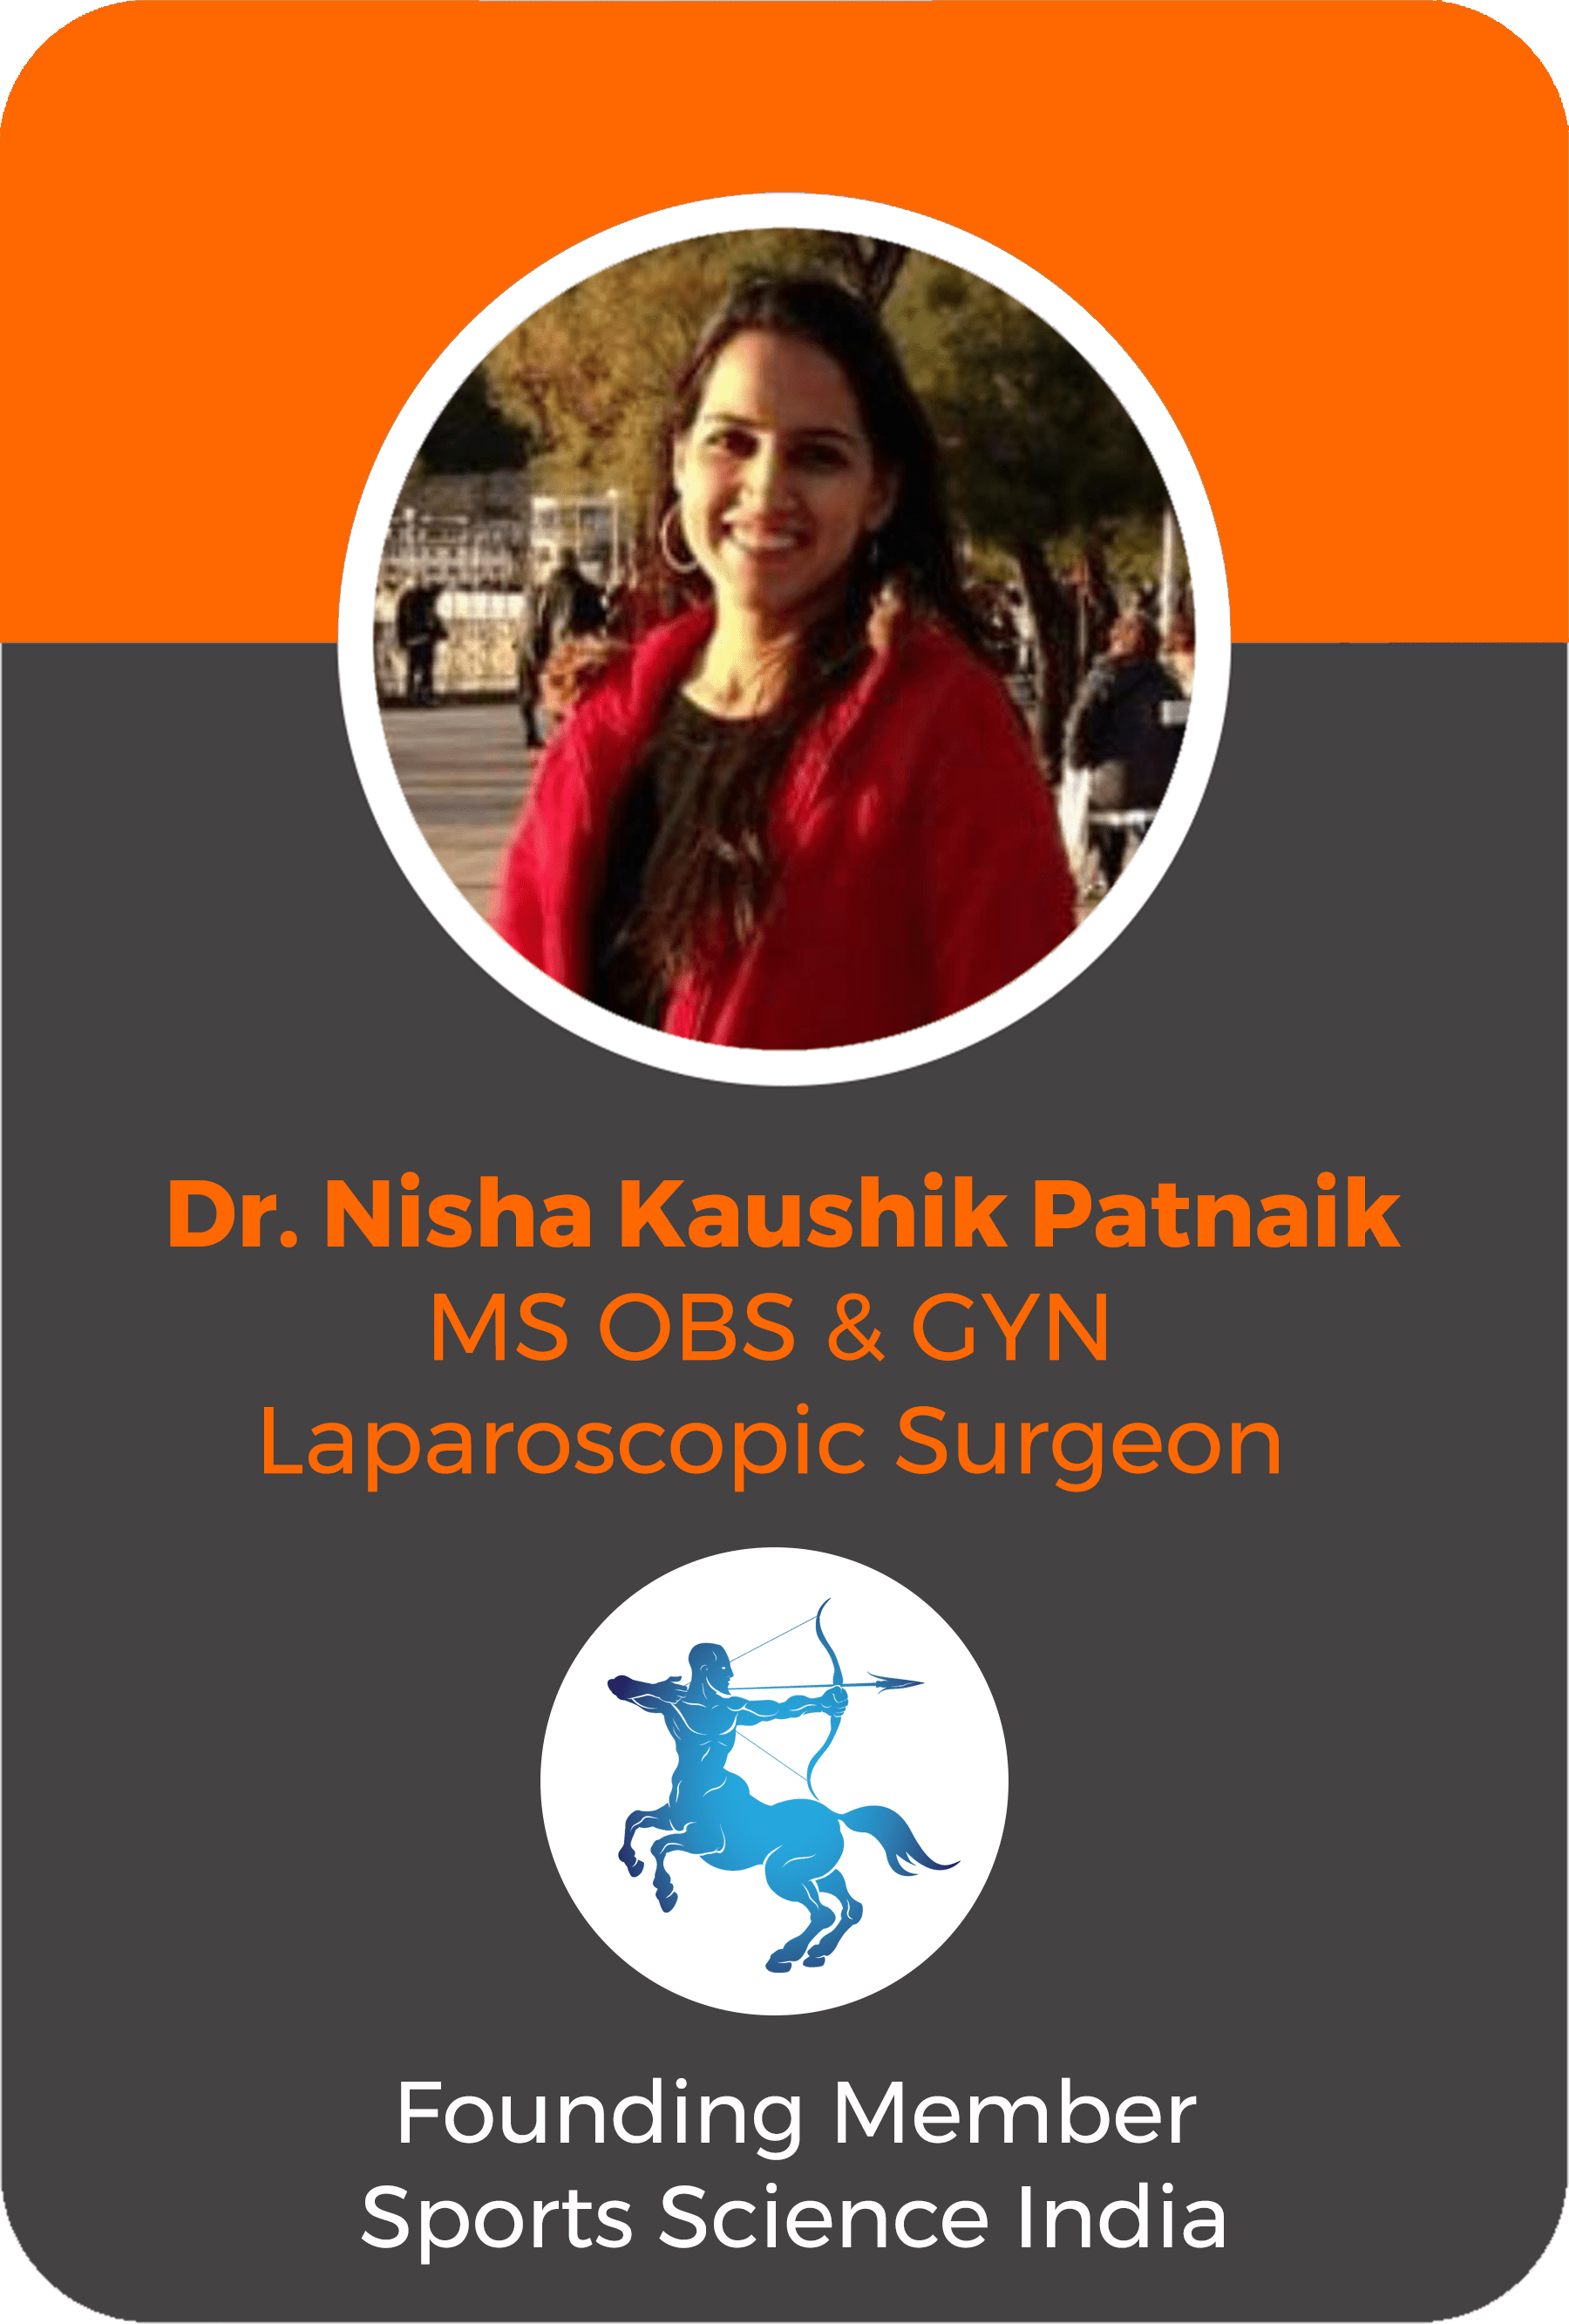 Dr. Nisha Kaushik Patnaik
MS OBS & GYN
Laparoscopic Surgeon
Founding Member
Sports Science India